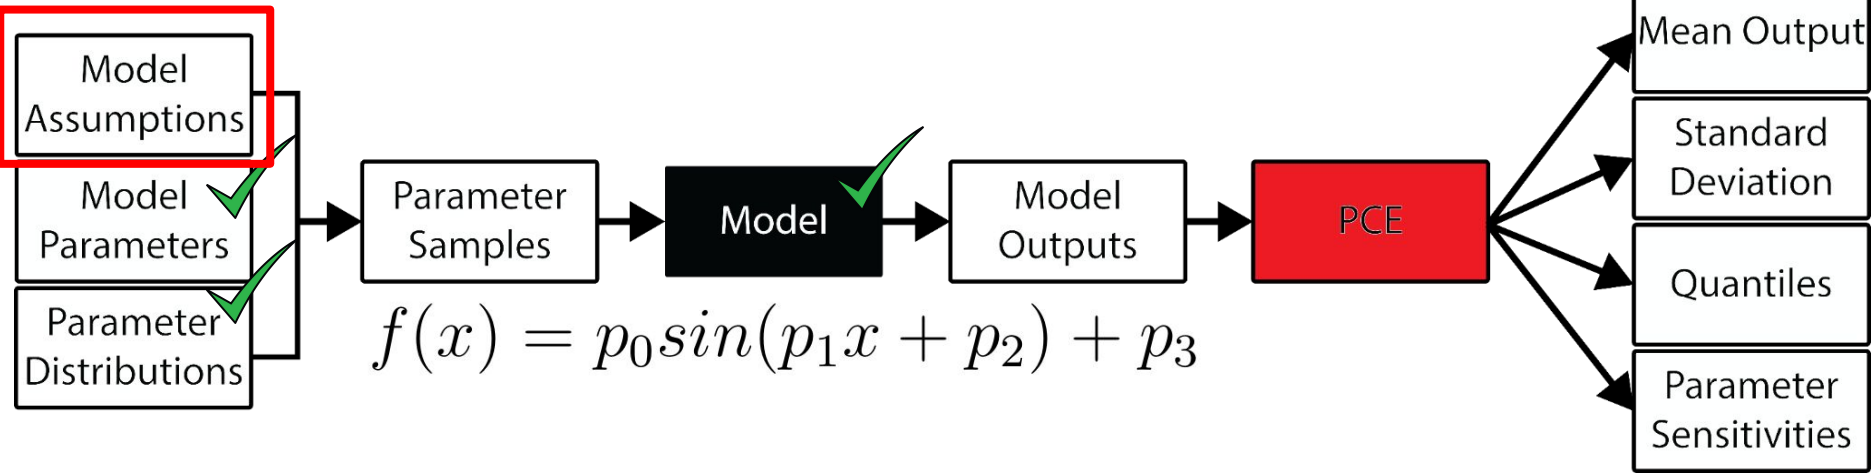 Model
Assumptions
Model
Parameters
Parameter
Distributions
Parameter
Samples
Model
Model
Outputs
PCE
f(x) = p₀sin(p₁x + p₂) + p₃
Mean Output
Standard
Deviation
Quantiles
Parameter
Sensitivities